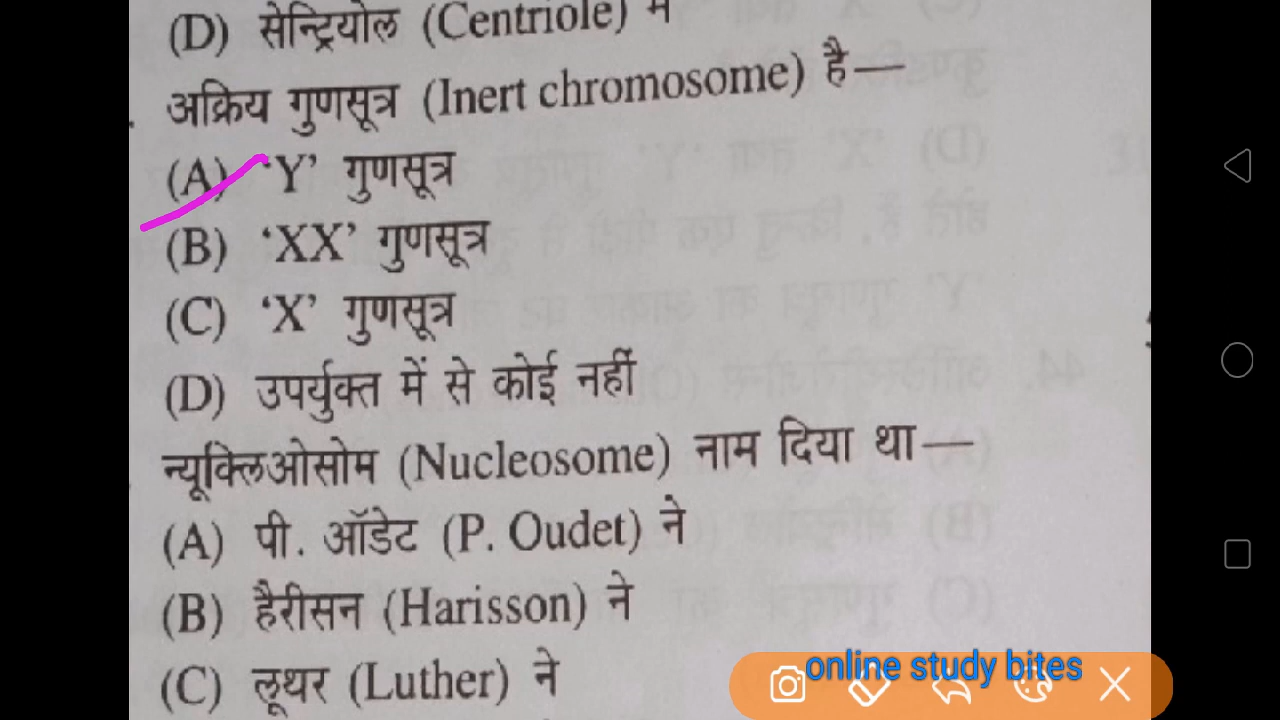 (D) सेन्ट्रियोल (Centriole) में
अक्रिय गुणसूत्र (Inert chromosome) है—
(A) ‘Y’ गुणसूत्र
(B) ‘XX’ गुणसूत्र
(C) ‘X’ गुणसूत्र
(D) उपर्युक्त में से कोई नहीं
न्यूक्लिओसोम (Nucleosome) नाम दिया था—
(A) पी. ऑडेट (P. Oudet) ने
(B) हैरीसन (Harisson) ने
(C) लूथर (Luther) ने
online study bites